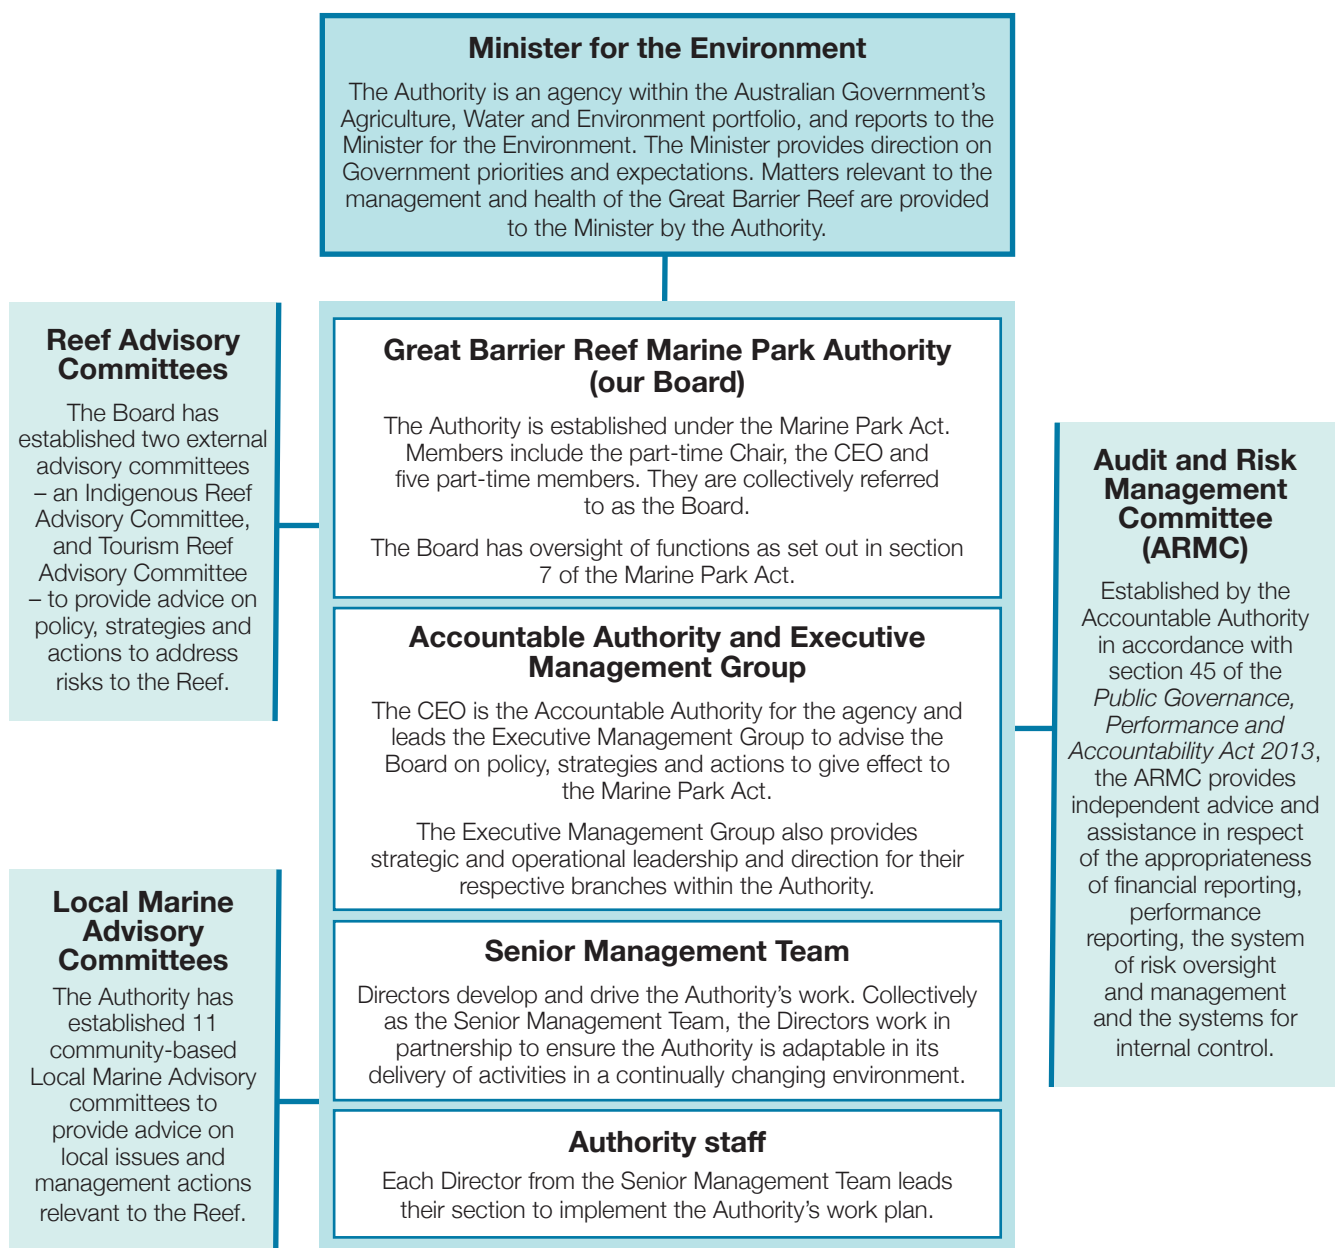 Minister for the Environment
The Authority is an agency within the Australian Government’s
Agriculture, Water and Environment portfolio, and reports to the
Minister for the Environment. The Minister provides direction on
Government priorities and expectations. Matters relevant to the
management and health of the Great Barrier Reef are provided
to the Minister by the Authority.
Reef Advisory
Committees
The Board has
established two external
advisory committees
– an Indigenous Reef
Advisory Committee,
and Tourism Reef
Advisory Committee
– to provide advice on
policy, strategies and
actions to address
risks to the Reef.
Great Barrier Reef Marine Park Authority
(our Board)
The Authority is established under the Marine Park Act.
Members include the part-time Chair, the CEO and
five part-time members. They are collectively referred
to as the Board.
The Board has oversight of functions as set out in section
7 of the Marine Park Act.
Accountable Authority and Executive
Management Group
The CEO is the Accountable Authority for the agency and
leads the Executive Management Group to advise the
Board on policy, strategies and actions to give effect to
the Marine Park Act.
The Executive Management Group also provides
strategic and operational leadership and direction for their
respective branches within the Authority.
Audit and Risk
Management
Committee
(ARMC)
Established by the
Accountable Authority
in accordance with
section 45 of the
Public Governance,
Performance and
Accountability Act 2013,
the ARMC provides
independent advice and
assistance in respect
of the appropriateness
of financial reporting,
performance
reporting, the system
of risk oversight
and management
and the systems for
internal control.
Local Marine
Advisory
Committees
The Authority has
established 11
community-based
Local Marine Advisory
committees to
provide advice on
local issues and
management actions
relevant to the Reef.
Senior Management Team
Directors develop and drive the Authority’s work. Collectively
as the Senior Management Team, the Directors work in
partnership to ensure the Authority is adaptable in its
delivery of activities in a continually changing environment.
Authority staff
Each Director from the Senior Management Team leads
their section to implement the Authority’s work plan.